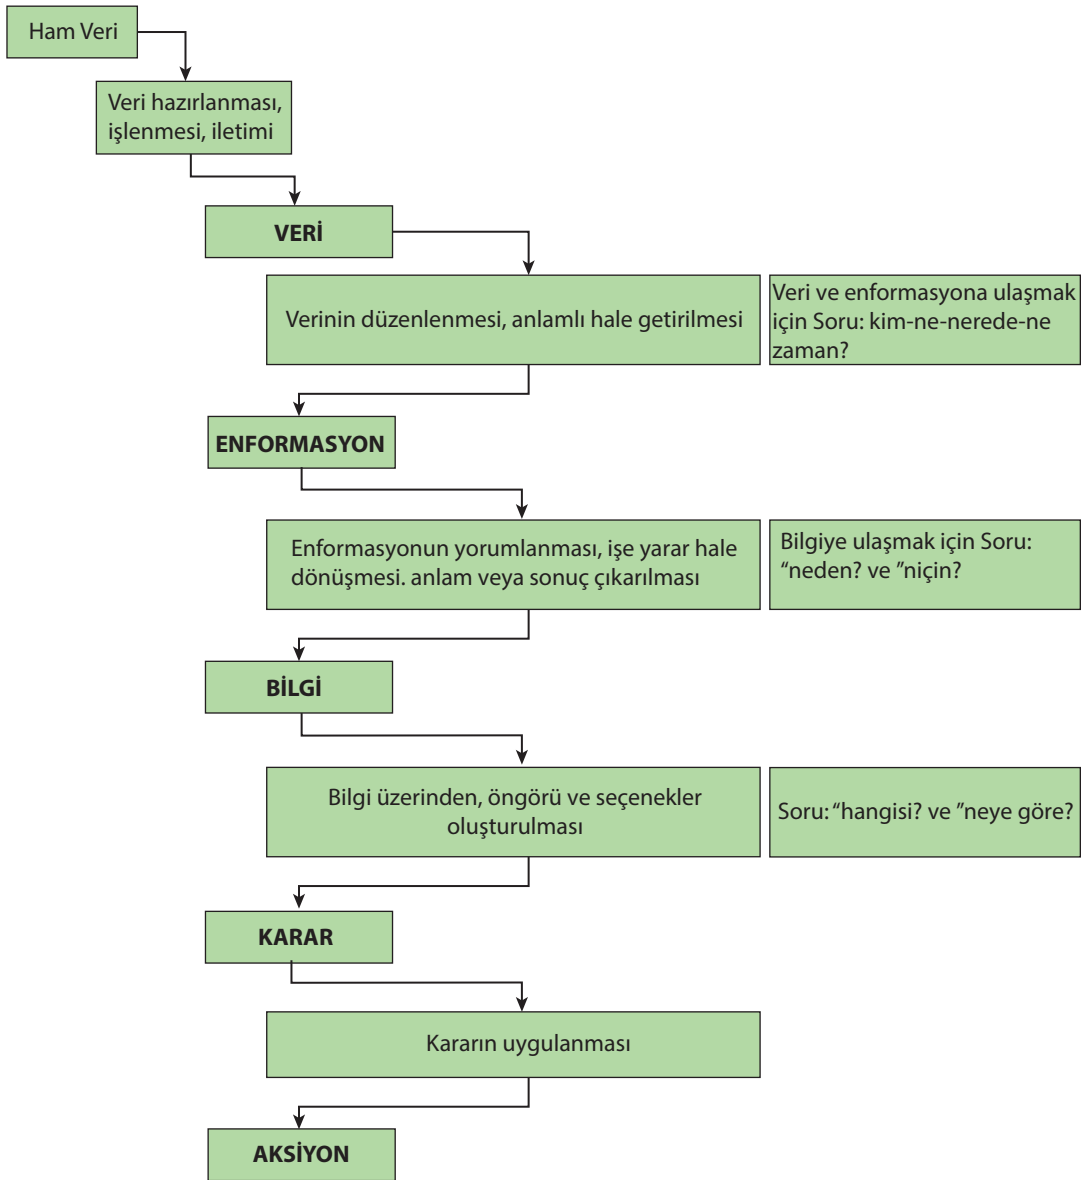 Ham Veri
Veri hazırlanması,
işlenmesi, iletimi
VERİ
Verinin düzenlenmesi, anlamlı hale getirilmesi
Veri ve enformasyona ulaşmak
için Soru: kim-ne-nerede-ne
zaman?
ENFORMASYON
Enformasyonun yorumlanması, işe yarar hale
dönüşmesi. anlam veya sonuç çıkarılması
Bilgiye ulaşmak için Soru:
“neden? ve ”niçin?
BİLGİ
Bilgi üzerinden, öngörü ve seçenekler
oluşturulması
Soru: “hangisi? ve ”neye göre?
KARAR
Kararın uygulanması
AKSİYON